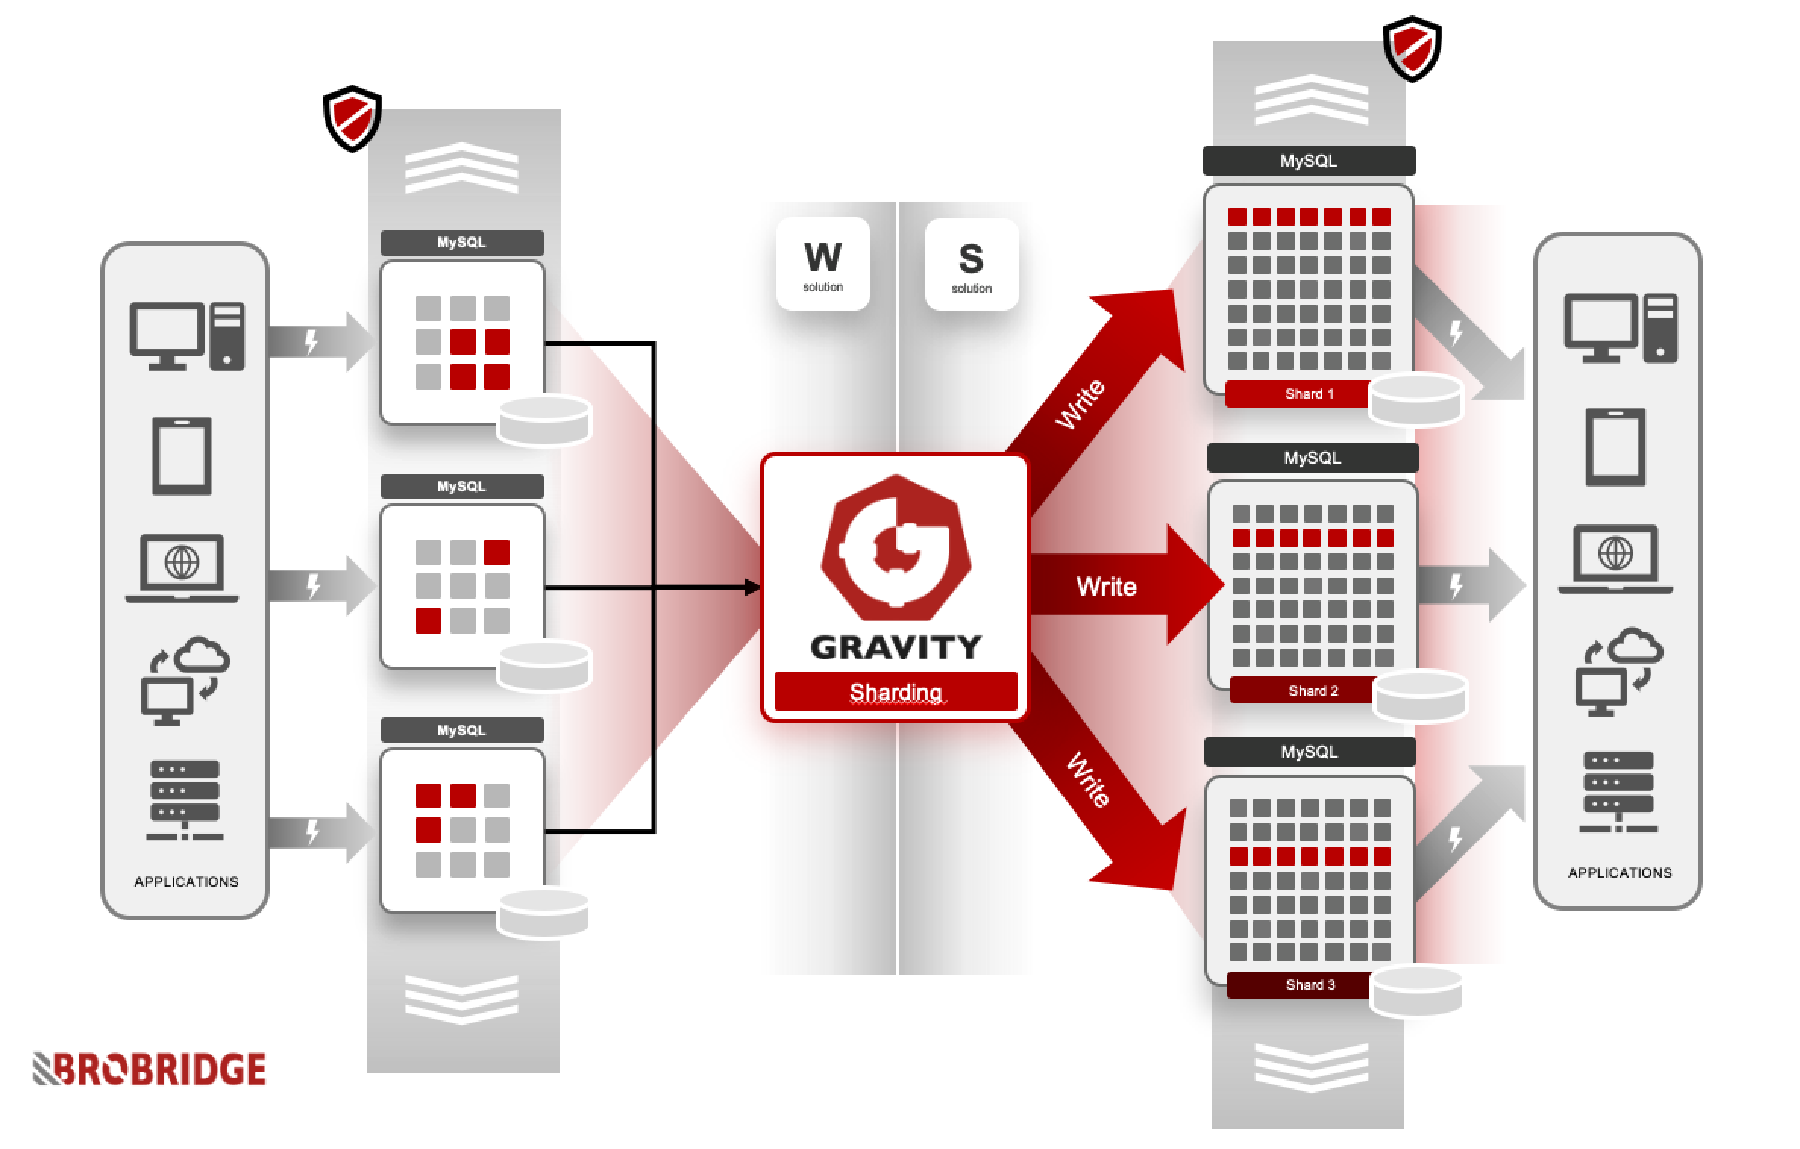 MySQL
MySQL
MySQL
APPLICATIONS
W
solution
S
solution
GRAVITY
Sharding
Write
Write
Write
MySQL
Shard 1
MySQL
Shard 2
MySQL
Shard 3
APPLICATIONS
BROBRIDGE